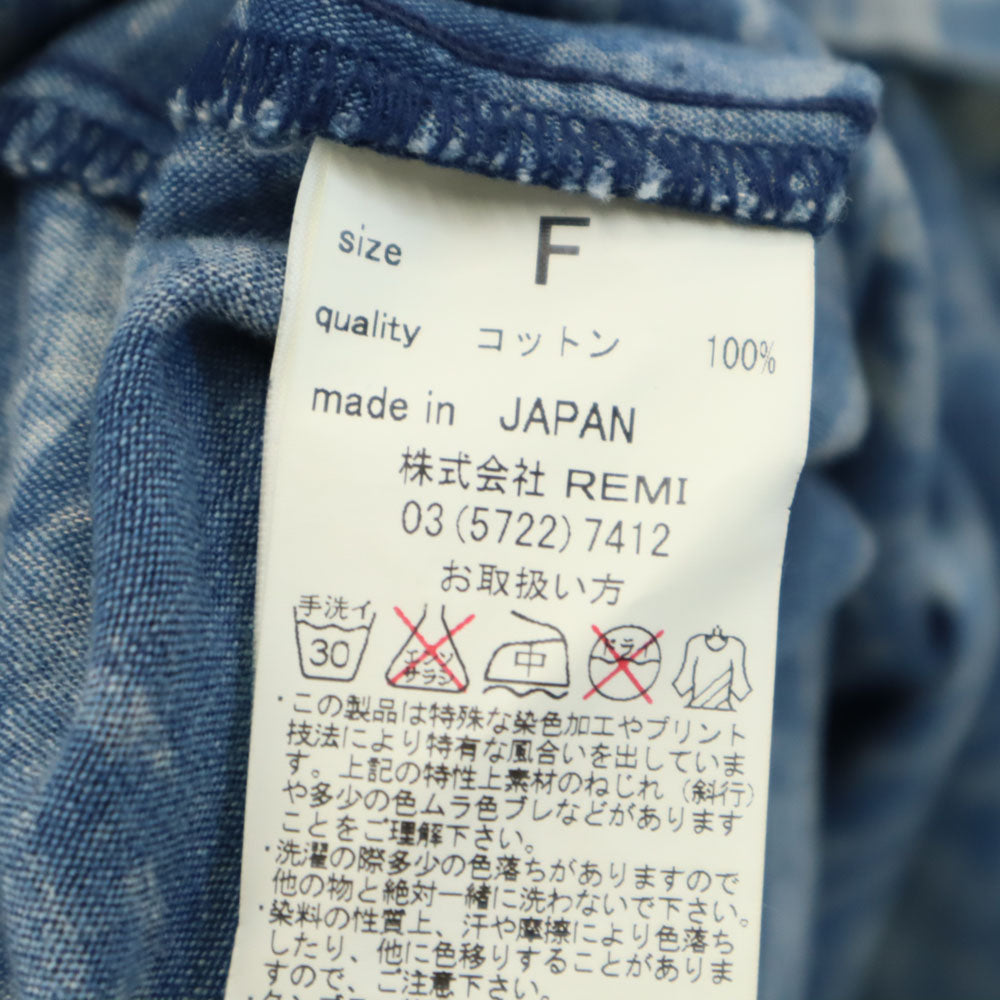 size F
quality コットン 100%
made in JAPAN
株式会社 REMI
03(5722)7412
お取扱い方
手洗イ
30
エンソ
サラシ
中
ドライ
・この製品は特殊な染色加工やプリント
技法により特有な風合いを出していま
す。上記の特性上素材のねじれ(斜行)
や多少の色ムラ色ブレなどがあります
ことをご理解下さい。
・洗濯の際多少の色落ちがありますので
他の物と絶対一緒に洗わないで下さい。
・染料の性質上、汗や摩擦により色落ち
したり、他に色移りすることがありま
すので、ご注意下さい。